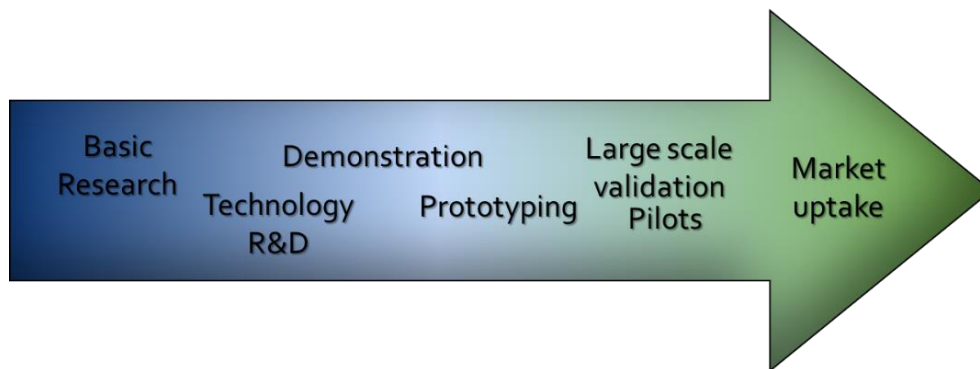 Basic
Research
Technology
R&D
Demonstration
Prototyping
Large scale
validation
Pilots
Market
uptake